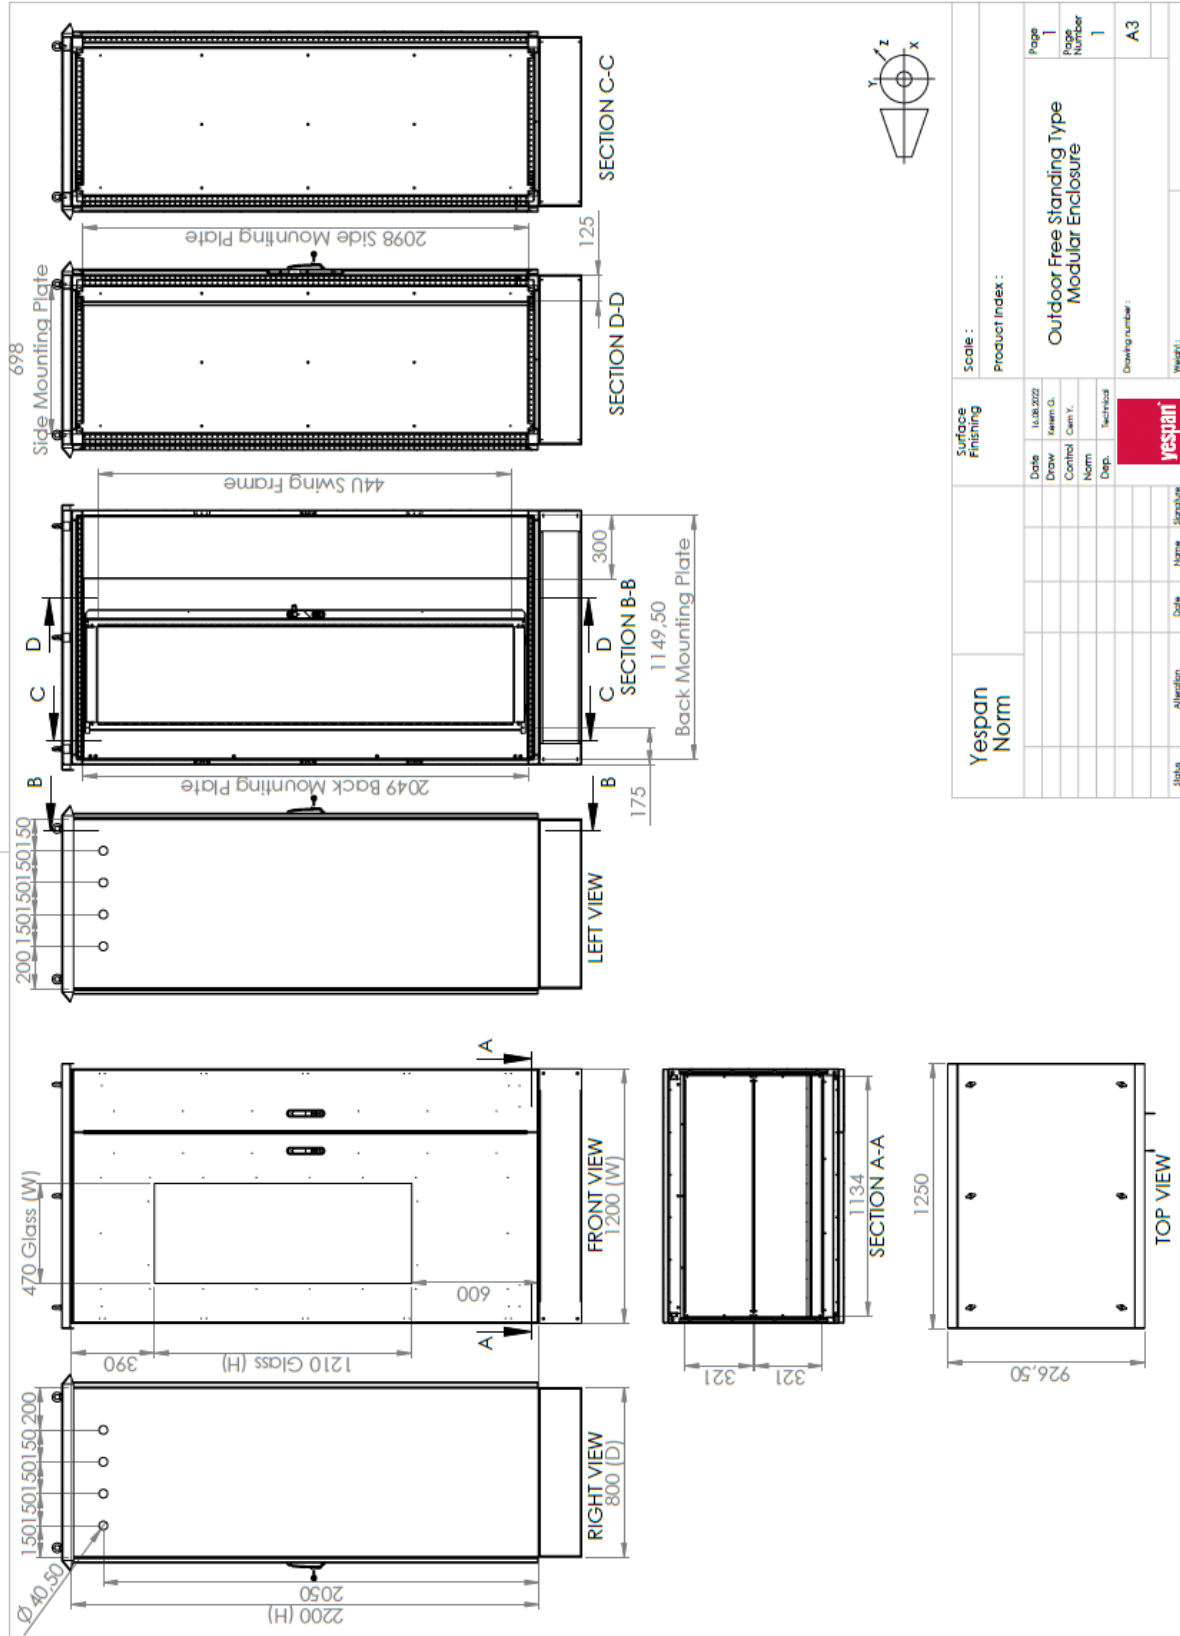 Ø 40,50
150 150 150 200
2050
2200 (H)
RIGHT VIEW
800 (D)
390
1210 Glass (H)
470 Glass (W)
600
A
A
FRONT VIEW
1200 (W)
200 150 150 150 150
LEFT VIEW
B
B
2049 Back Mounting Plate
C
C
D
D
175
300
SECTION B-B
1149,50
Back Mounting Plate
44U Swing Frame
698
Side Mounting Plate
SECTION D-D
125
2098 Side Mounting Plate
SECTION C-C
321
321
1134
SECTION A-A
1250
926,50
TOP VIEW
Y
Z
X
Yespan
Norm
Surface
Finishing
Scale :
Product Index :
Date 16.08.2022
Draw Kerem G.
Control Cem Y.
Norm
Dep. Technical
Outdoor Free Standing Type
Modular Enclosure
Page
1
Page
Number
1
Drawing number :
A3
yespan
Status Alteration Date Name Signature
Weight :